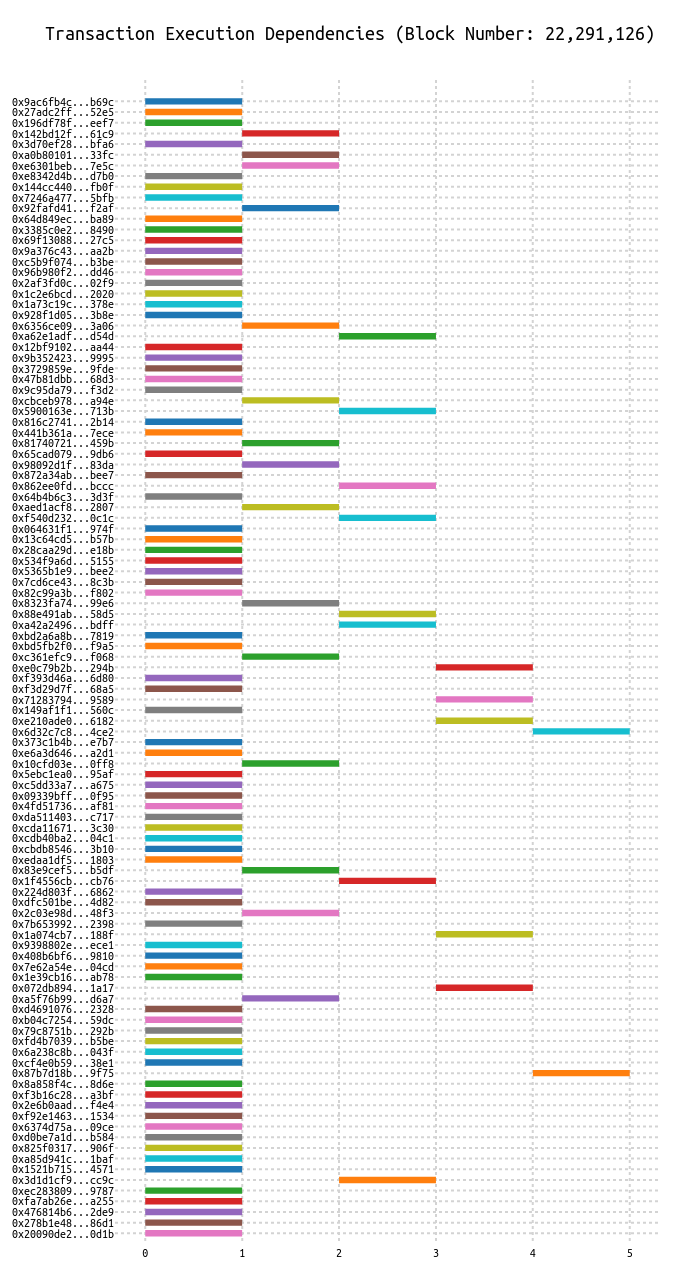 Transaction Execution Dependencies (Block Number: 22,291,126)
0x9ac6fb4c...b69c
0x27adc2ff...52e5
0x196df78f...eef7
0x142bd12f...61c9
0x3d70ef28...bfa6
0xa0b80101...33fc
0xe6301beb...7e5c
0xe8342d4b...d7b0
0x144cc440...fb0f
0x7246a477...5bfb
0x92fafd41...f2af
0x64d849ec...ba89
0x3385c0e2...8490
0x69f13088...27c5
0x9a376c43...aa2b
0xc5b9f074...b3be
0x96b980f2...dd46
0x2af3fd0c...02f9
0x1c2e6bcd...2020
0x1a73c19c...378e
0x928f1d05...3b8e
0x6356ce09...3a06
0xa62e1adf...d54d
0x12bf9102...aa44
0x9b352423...9995
0x3729859e...9fde
0x47b81dbb...68d3
0x9c95da79...f3d2
0xcbceb978...a94e
0x5900163e...713b
0x816c2741...2b14
0x441b361a...7ece
0x81740721...459b
0x65cad079...9db6
0x98092d1f...83da
0x872a34ab...bee7
0x862ee0fd...bccc
0x64b4b6c3...3d3f
0xaed1acf8...2807
0xf540d232...0c1c
0x064631f1...974f
0x13c64cd5...b57b
0x28caa29d...e18b
0x534f9a6d...5155
0x5365b1e9...bee2
0x7cd6ce43...8c3b
0x82c99a3b...f802
0x8323fa74...99e6
0x88e491ab...58d5
0xa42a2496...bdff
0xbd2a6a8b...7819
0xbd5fb2f0...f9a5
0xc361efc9...f068
0xe0c79b2b...294b
0xf393d46a...6d80
0xf3d29d7f...68a5
0x71283794...9589
0x149af1f1...560c
0xe210ade0...6182
0x6d32c7c8...4ce2
0x373c1b4b...e7b7
0xe6a3d646...a2d1
0x10cfd03e...0ff8
0x5ebc1ea0...95af
0xc5dd33a7...a675
0x09339bff...0f95
0x4fd51736...af81
0xda511403...c717
0xcda11671...3c30
0xcdb40ba2...04c1
0xcbdb8546...3b10
0xedaa1df5...1803
0x83e9cef5...b5df
0x1f4556cb...cb76
0x224d803f...6862
0xdfc501be...4d82
0x2c03e98d...48f3
0x7b653992...2398
0x1a074cb7...188f
0x9398802e...ece1
0x408b6bf6...9810
0x7e62a54e...04cd
0x1e39cb16...ab78
0x072db894...1a17
0xa5f76b99...d6a7
0xd4691076...2328
0xb04c7254...59dc
0x79c8751b...292b
0xfd4b7039...b5be
0x6a238c8b...043f
0xcf4e0b59...38e1
0x87b7d18b...9f75
0x8a858f4c...8d6e
0xf3b16c28...a3bf
0x2e6b0aad...f4e4
0xf92e1463...1534
0x6374d75a...09ce
0xd0be7a1d...b584
0x825f0317...906f
0xa85d941c...1baf
0x1521b715...4571
0x3d1d1cf9...cc9c
0xec283809...9787
0xfa7ab26e...a255
0x476814b6...2de9
0x278b1e48...86d1
0x20090de2...0d1b
0 1 2 3 4 5